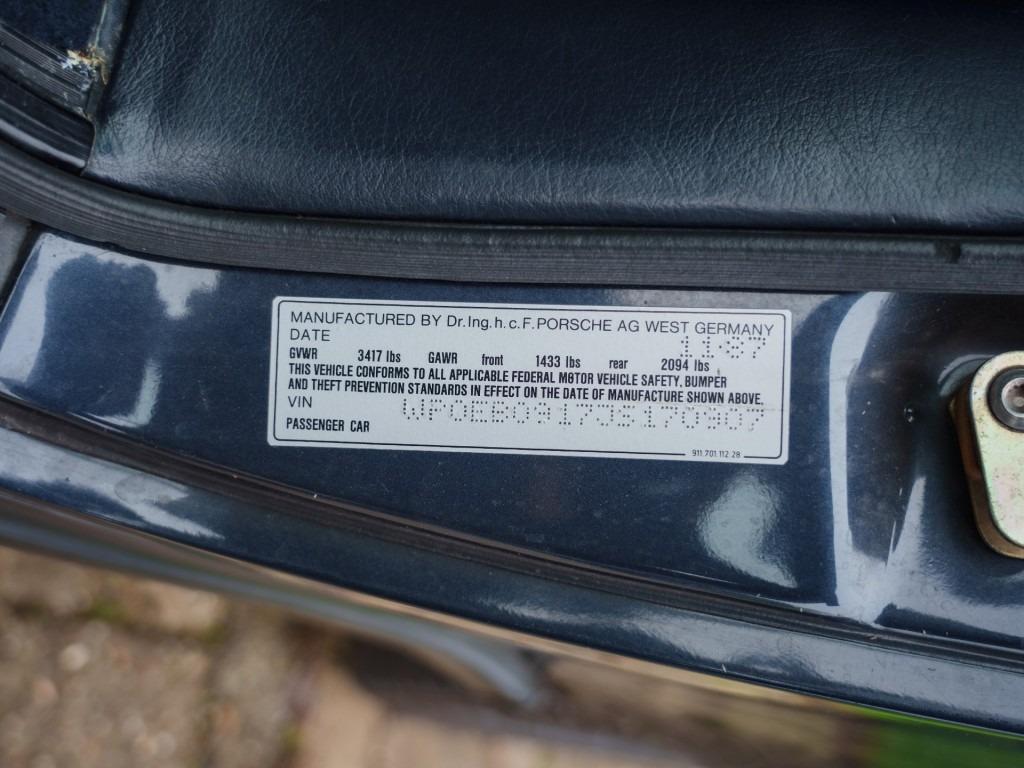 MANUFACTURED BY Dr.Ing.h.c.F.PORSCHE AG WEST GERMANY
DATE 11·87
GVWR 3417 lbs GAWR front 1433 lbs rear 2094 lbs
THIS VEHICLE CONFORMS TO ALL APPLICABLE FEDERAL MOTOR VEHICLE SAFETY, BUMPER
AND THEFT PREVENTION STANDARDS IN EFFECT ON THE DATE OF MANUFACTURE SHOWN ABOVE.
VIN WP0EB0917JS170907
PASSENGER CAR
911.701.112.28